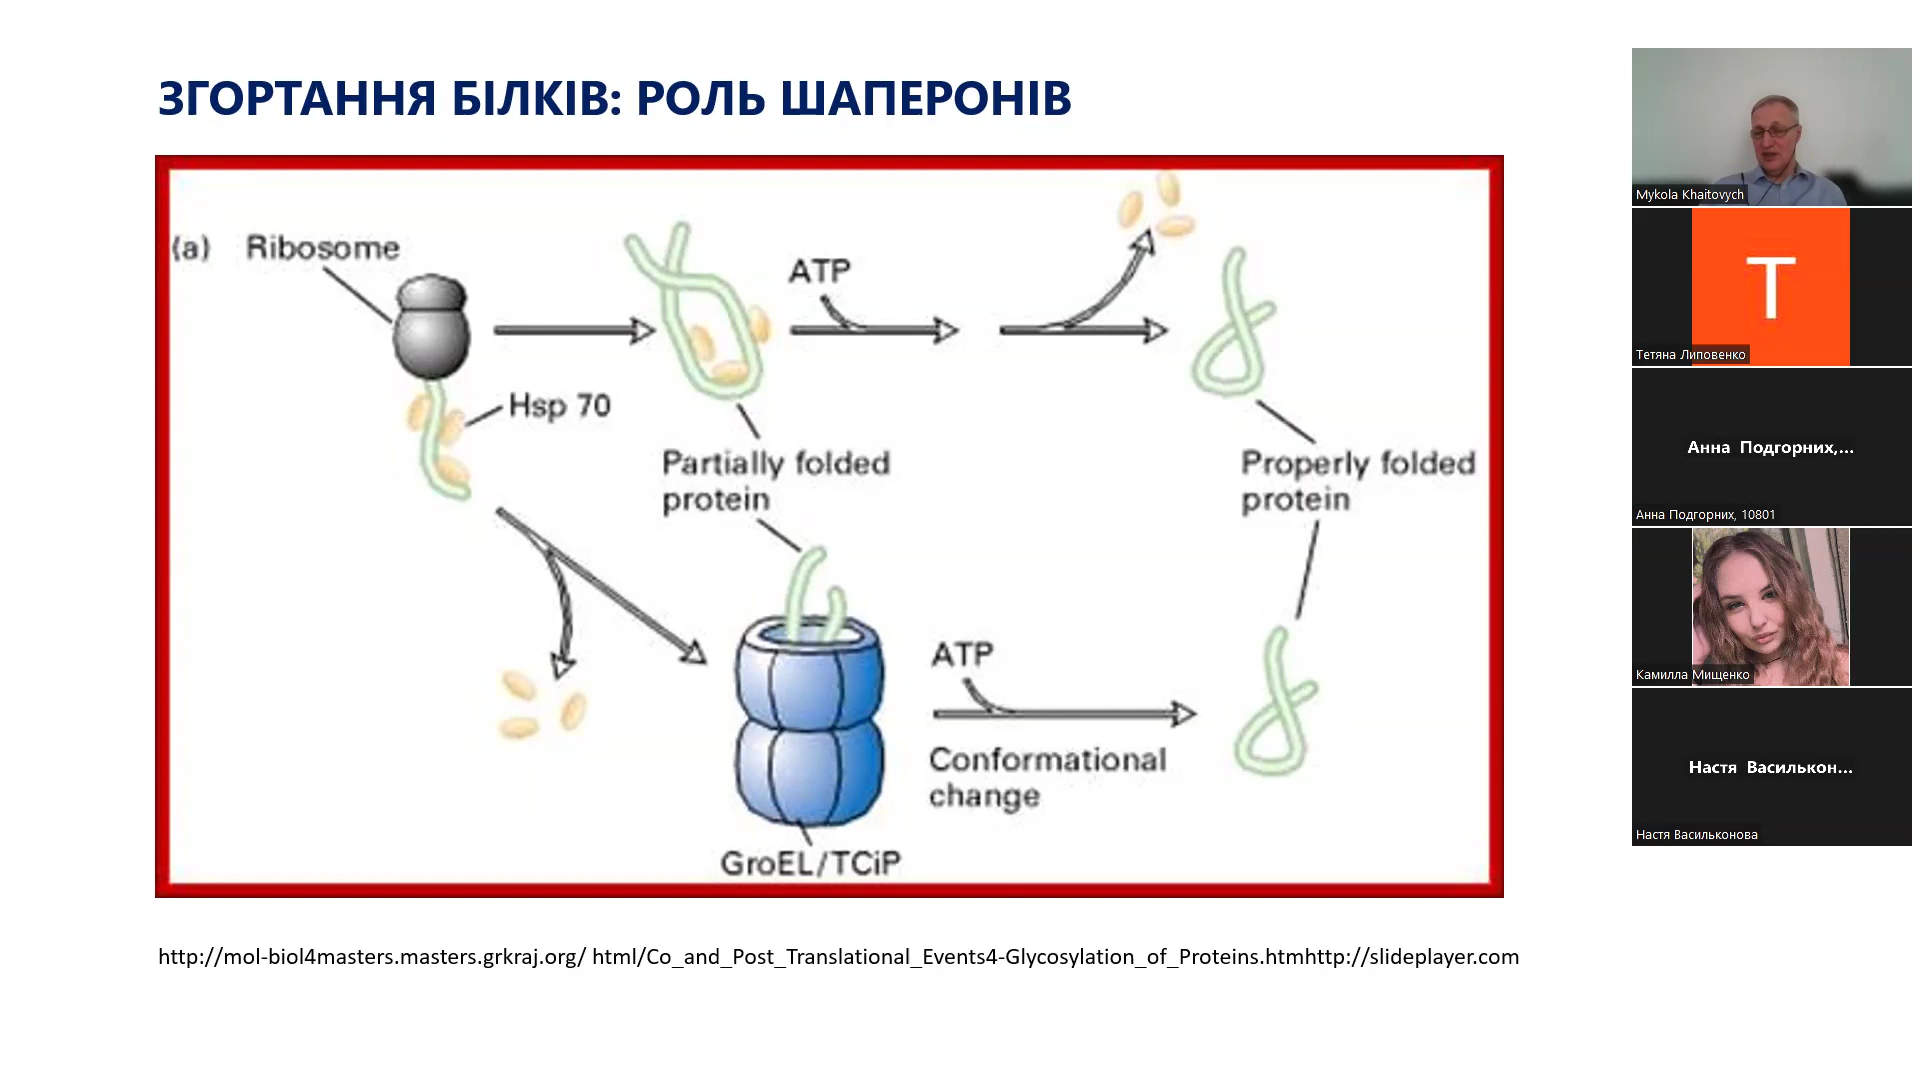 ЗГОРТАННЯ БІЛКІВ: РОЛЬ ШАПЕРОНІВ
(a) Ribosome
ATP
Hsp 70
Partially folded
protein
Properly folded
protein
ATP
Conformational
change
GroEL/TCiP
http://mol-biol4masters.masters.grkraj.org/ html/Co_and_Post_Translational_Events4-Glycosylation_of_Proteins.htmhttp://slideplayer.com
Mykola Khaitovych
T
Тетяна Липовенко
Анна Подгорних,...
Анна Подгорних, 10801
Камилла Мищенко
Настя Василькон...
Настя Васильконова